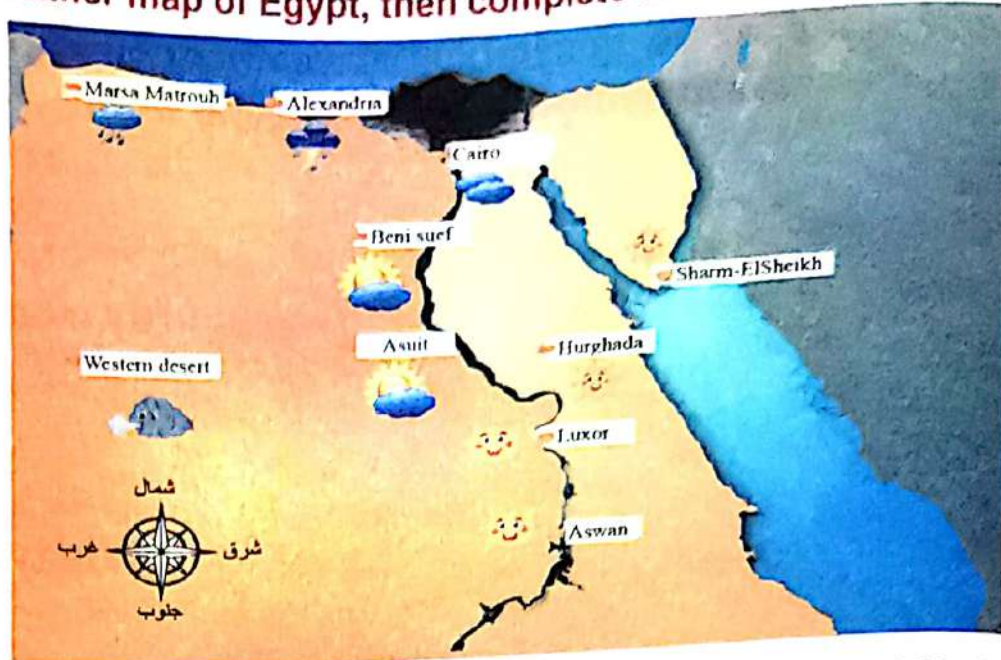 map of Egypt, then complete
Marsa Matrouh
Alexandria
Cairo
Beni suef
Sharm-ElSheikh
Asuit
Hurghada
Western desert
Luxor
شمال
غرب
شرق
جنوب
Aswan